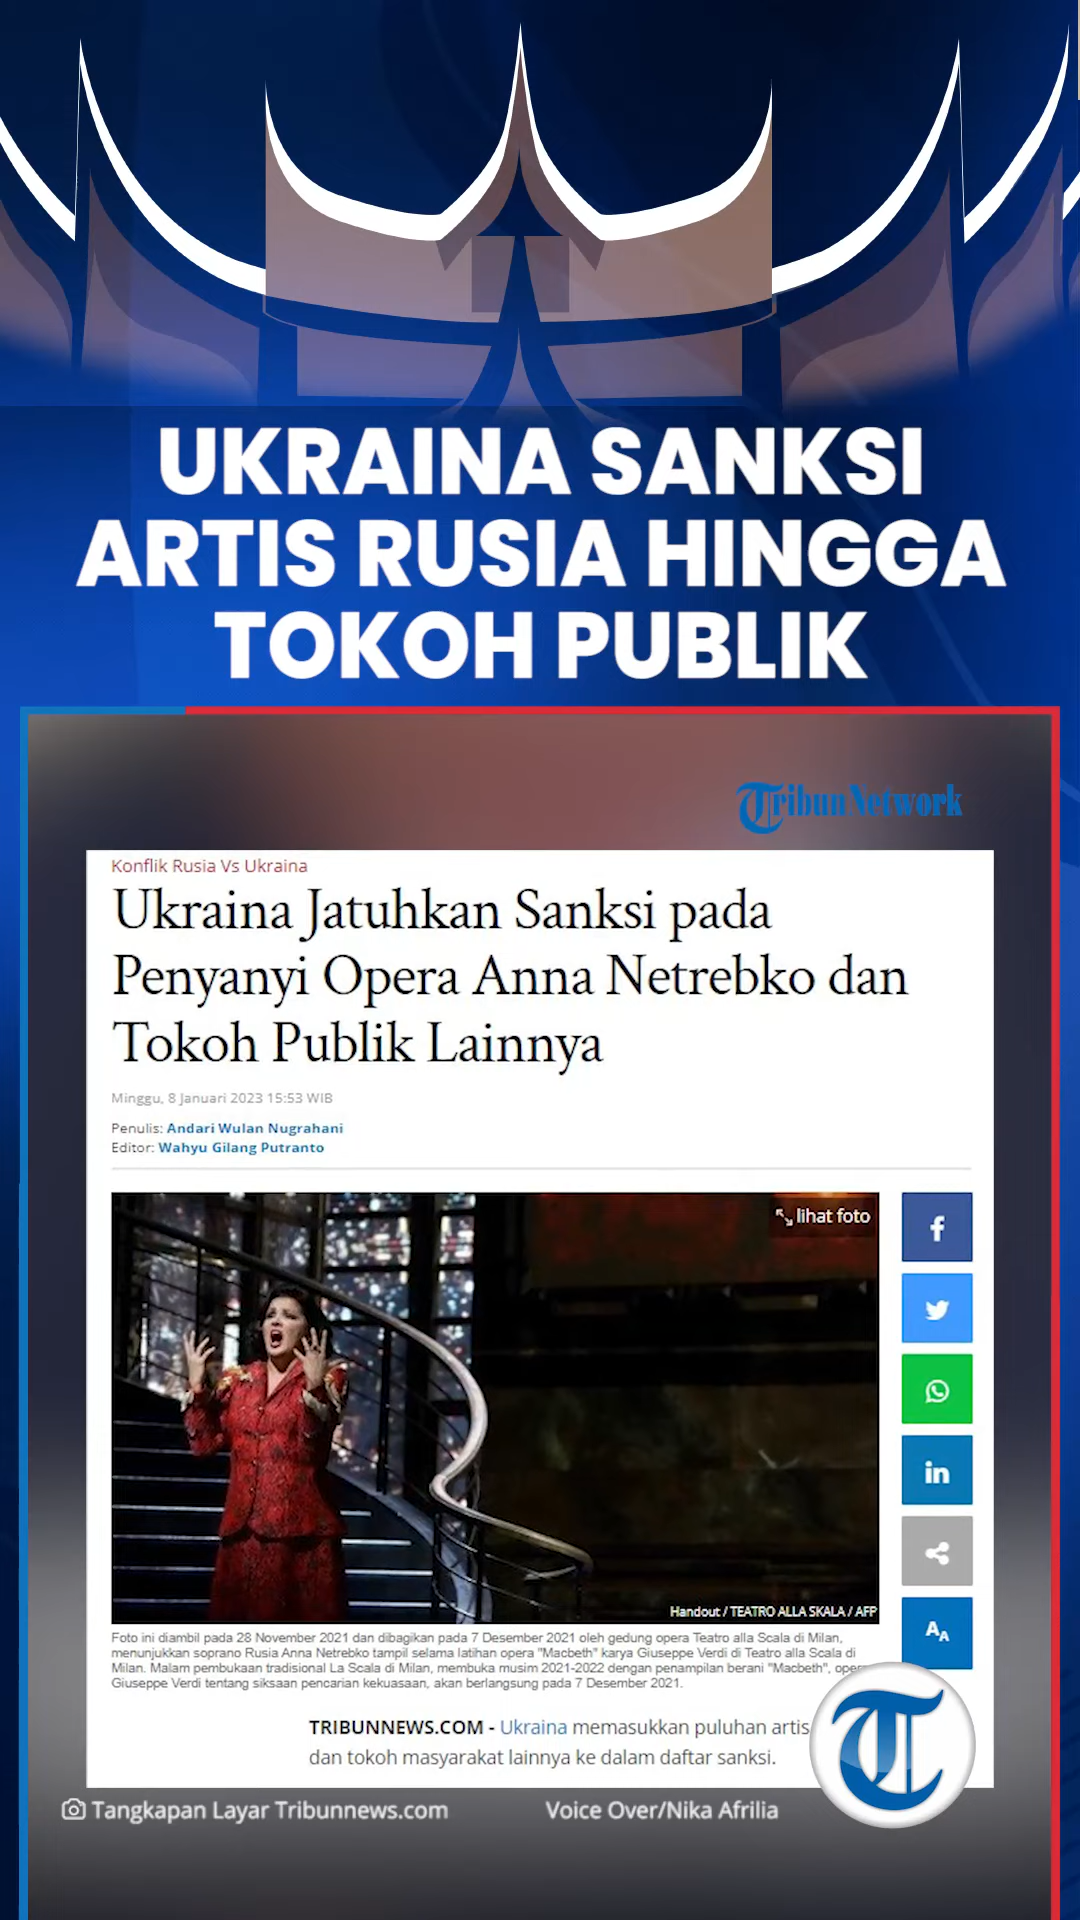 UKRAINA SANKSI
ARTIS RUSIA HINGGA
TOKOH PUBLIK
TribunNetwork
Konflik Rusia Vs Ukraina
Ukraina Jatuhkan Sanksi pada
Penyanyi Opera Anna Netrebko dan
Tokoh Publik Lainnya
Minggu, 8 Januari 2023 15:53 WIB
Penulis: Andari Wulan Nugrahani
Editor: Wahyu Gilang Putranto
lihat foto
Handout / TEATRO ALLA SKALA / AFP
Foto ini diambil pada 28 November 2021 dan dibagikan pada 7 Desember 2021 oleh gedung opera Teatro alla Scala di Milan,
menunjukkan soprano Rusia Anna Netrebko tampil selama latihan opera "Macbeth" karya Giuseppe Verdi di Teatro alla Scala di
Milan. Malam pembukaan tradisional La Scala di Milan, membuka musim 2021-2022 dengan penampilan berani "Macbeth",
Giuseppe Verdi tentang siksaan pencarian kekuasaan, akan berlangsung pada 7 Desember 2021.
TRIBUNNEWS.COM - Ukraina memasukkan puluhan artis
dan tokoh masyarakat lainnya ke dalam daftar sanksi.
f
in
AA
T
Tangkapan Layar Tribunnews.com
Voice Over/Nika Afrilia